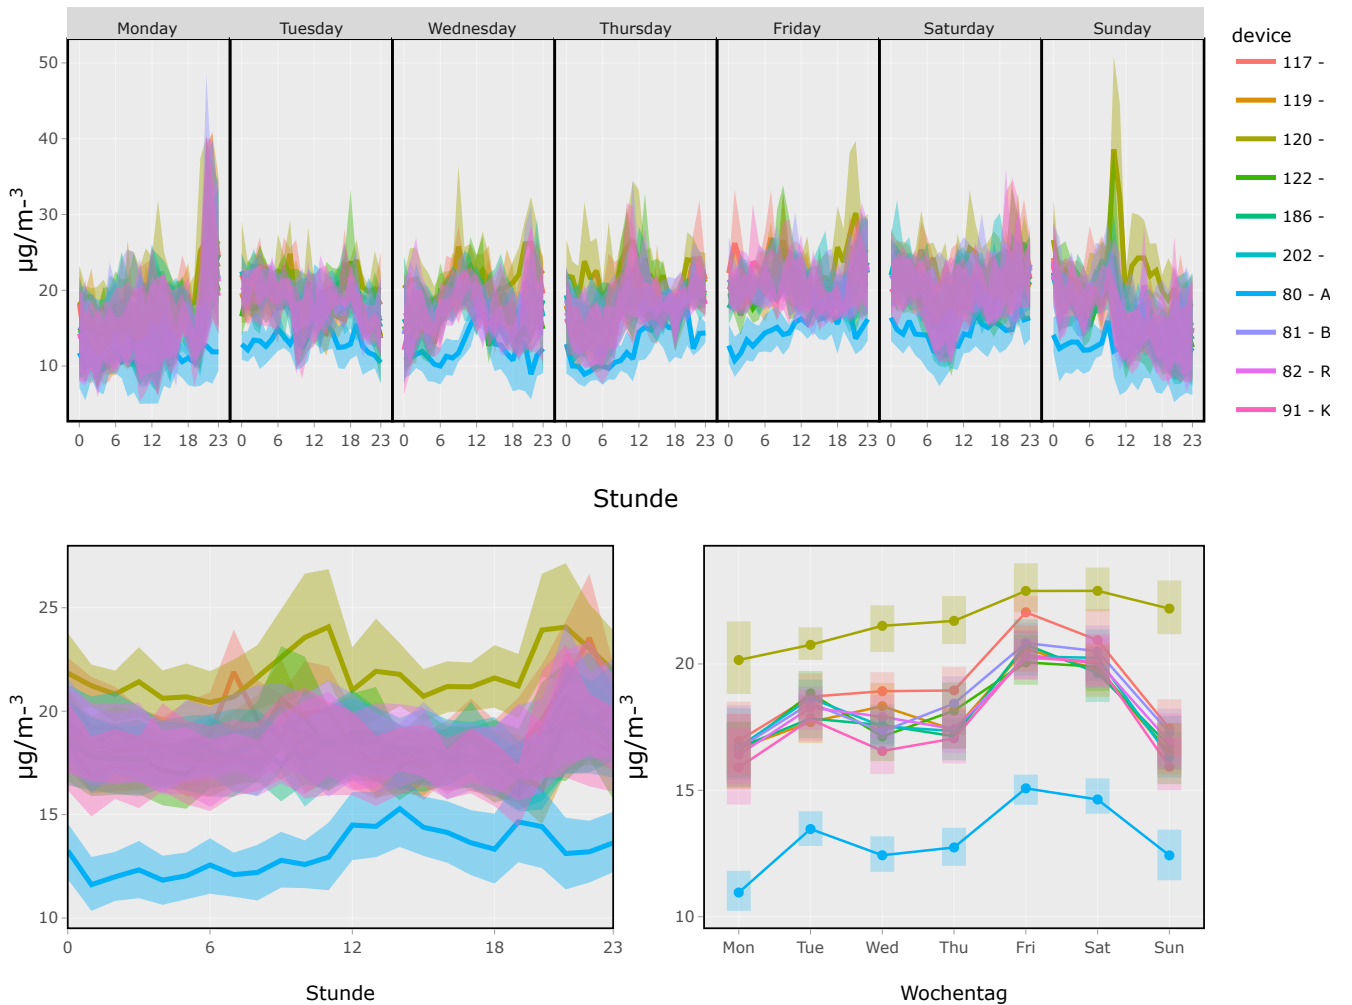 Monday Tuesday Wednesday Thursday Friday Saturday Sunday
50
40
30
20
10
µg/m-3
0 6 12 18 23 0 6 12 18 23 0 6 12 18 23 0 6 12 18 23 0 6 12 18 23 0 6 12 18 23 0 6 12 18 23
Stunde
device
117 -
119 -
120 -
122 -
186 -
202 -
80 - A
81 - B
82 - R
91 - K
25
20
15
10
µg/m-3
0 6 12 18 23
Stunde
20
15
10
µg/m-3
Mon Tue Wed Thu Fri Sat Sun
Wochentag